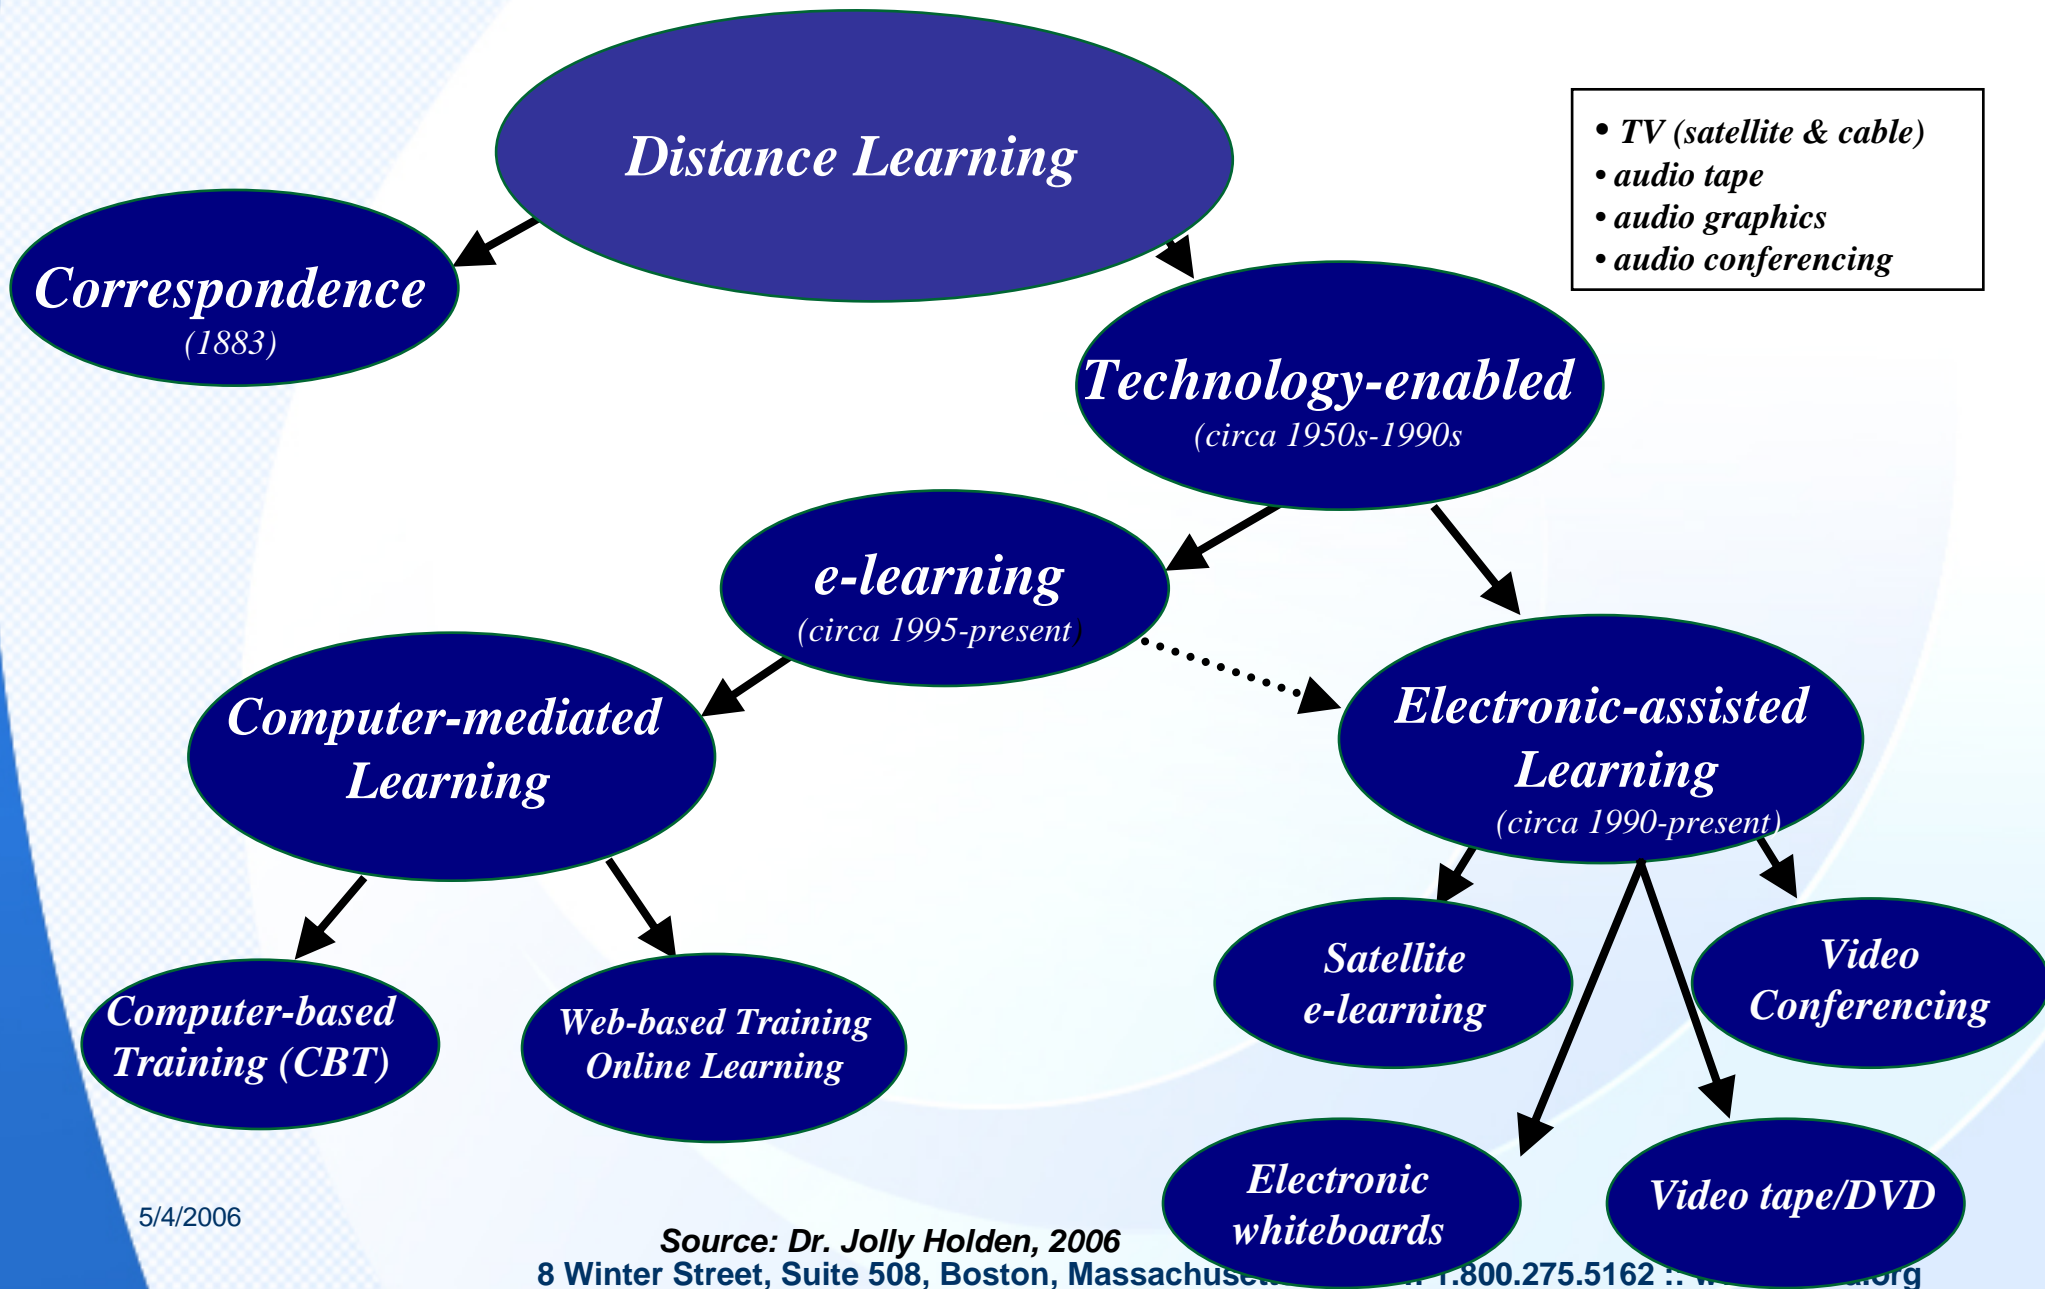 Distance Learning
• TV (satellite & cable)
• audio tape
• audio graphics
• audio conferencing
Correspondence
(1883)
Technology-enabled
(circa 1950s-1990s
e-learning
(circa 1995-present)
Computer-mediated
Learning
Electronic-assisted
Learning
(circa 1990-present)
Computer-based
Training (CBT)
Web-based Training
Online Learning
Satellite
e-learning
Video
Conferencing
Electronic
whiteboards
Video tape/DVD
5/4/2006
Source: Dr. Jolly Holden, 2006
8 Winter Street, Suite 508, Boston, 1.800.275.5162 ::